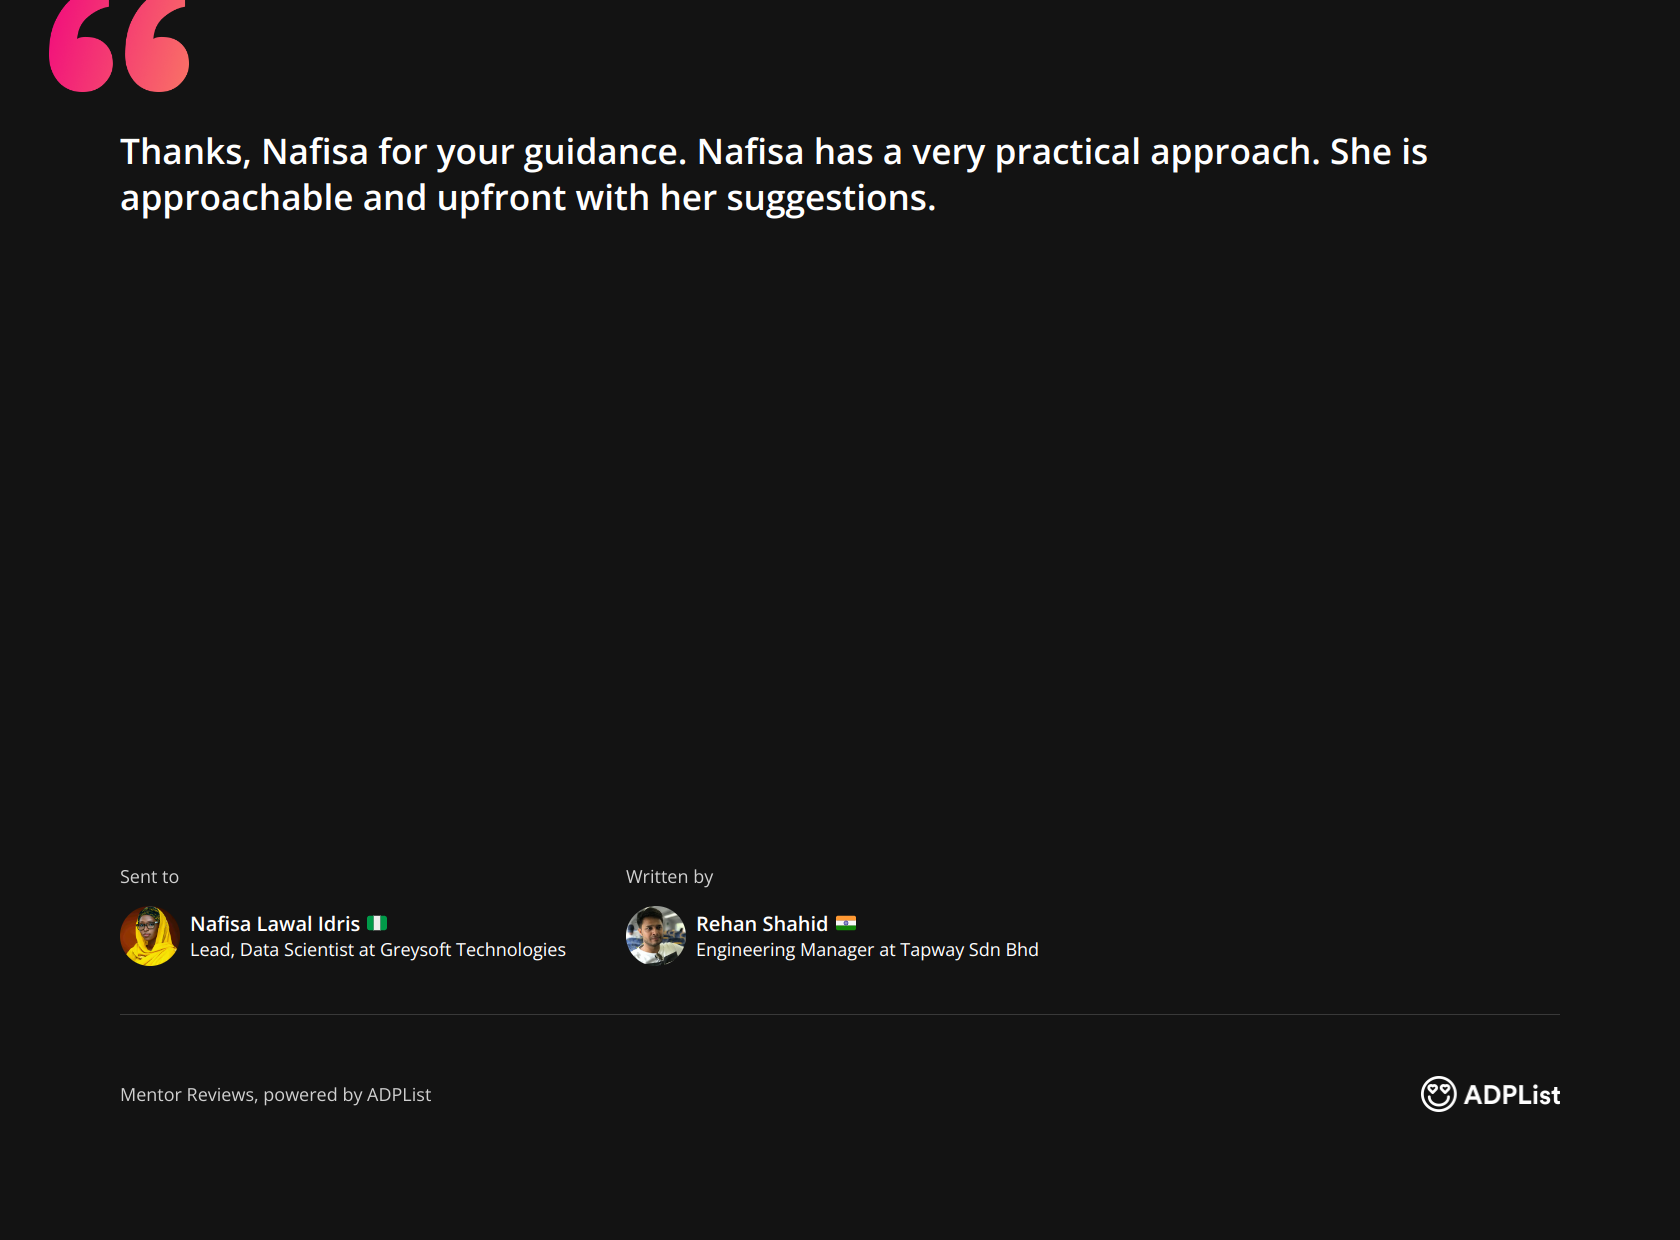 Thanks, Nafisa for your guidance. Nafisa has a very practical approach. She is
approachable and upfront with her suggestions.
Sent to
Nafisa Lawal Idris
Lead, Data Scientist at Greysoft Technologies
Written by
Rehan Shahid
Engineering Manager at Tapway Sdn Bhd
Mentor Reviews, powered by ADPList
ADPList